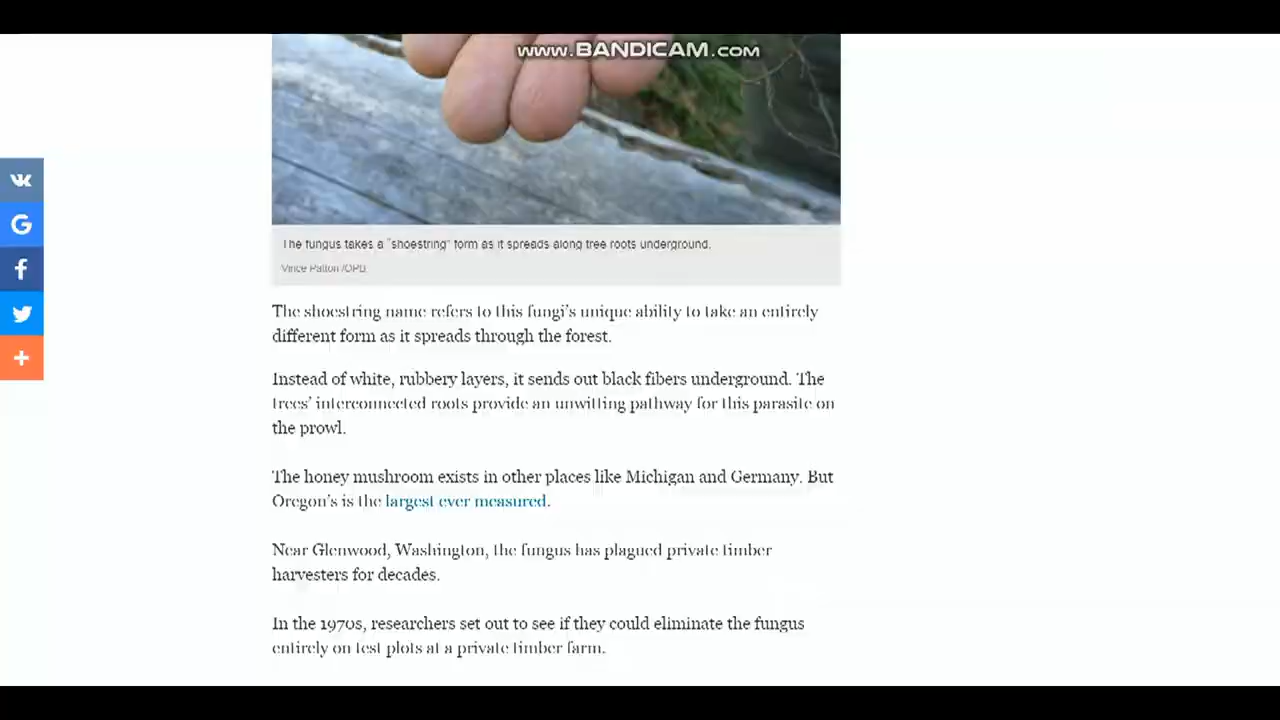 www.BANDICAM.com
The fungus takes a "shoestring" form as it spreads along tree roots underground.
Vince Patton /OPB
The shoestring name refers to this fungi's unique ability to take an entirely
different form as it spreads through the forest.
Instead of white, rubbery layers, it sends out black fibers underground. The
trees' interconnected roots provide an unwitting pathway for this parasite on
the prowl.
The honey mushroom exists in other places like Michigan and Germany. But
Oregon's is the largest ever measured.
Near Glenwood, Washington, the fungus has plagued private timber
harvesters for decades.
In the 1970s, researchers set out to see if they could eliminate the fungus
entirely on test plots at a private timber farm.